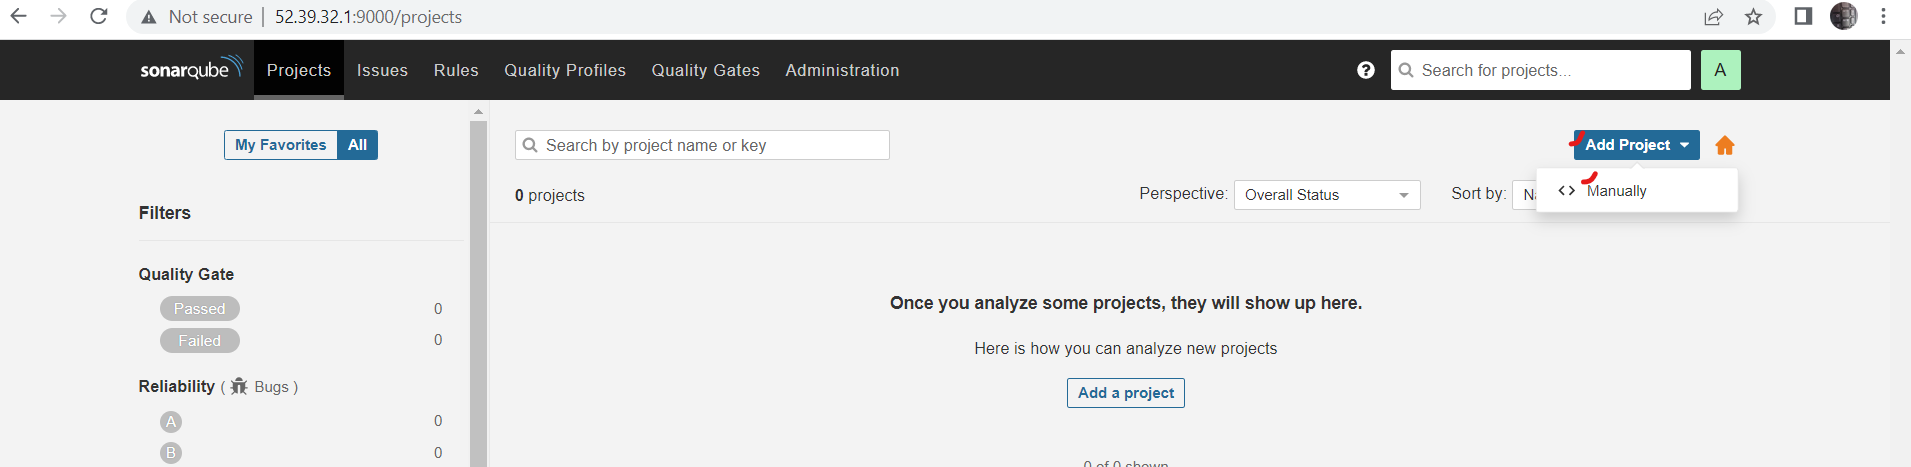 Not secure | 52.39.32.1:9000/projects
sonarqube Projects Issues Rules Quality Profiles Quality Gates Administration ? Search for projects... A
My Favorites All Search by project name or key Add Project
Manually
0 projects Perspective: Overall Status Sort by:
Filters
Quality Gate
Passed 0
Failed 0
Once you analyze some projects, they will show up here.
Here is how you can analyze new projects
Reliability ( Bugs )
Add a project
A 0
B 0
0 of 0 shown